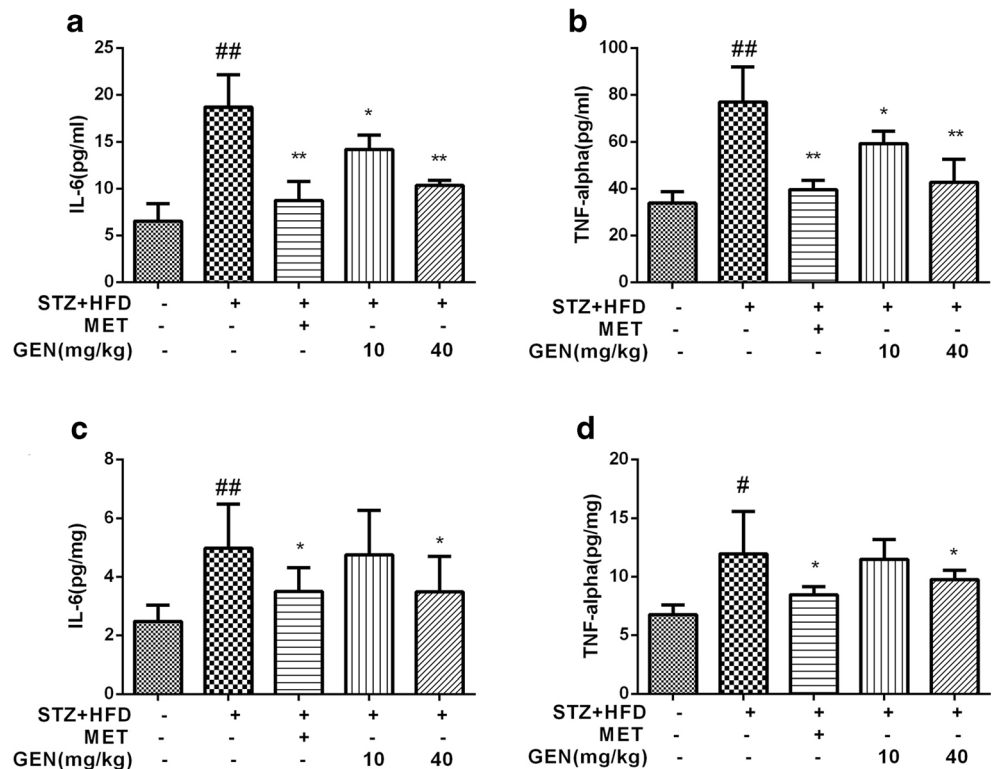 a
IL-6(pg/ml)
25
20
15
10
5
0
##
**
*
**
STZ+HFD - + + + +
MET - - + - -
GEN(mg/kg) - - - 10 40
b
TNF-alpha(pg/ml)
100
80
60
40
20
0
##
**
*
**
STZ+HFD - + + + +
MET - - + - -
GEN(mg/kg) - - - 10 40
c
IL-6(pg/mg)
8
6
4
2
0
##
*
*
STZ+HFD - + + + +
MET - - + - -
GEN(mg/kg) - - - 10 40
d
TNF-alpha(pg/mg)
20
15
10
5
0
#
*
*
STZ+HFD - + + + +
MET - - + - -
GEN(mg/kg) - - - 10 40